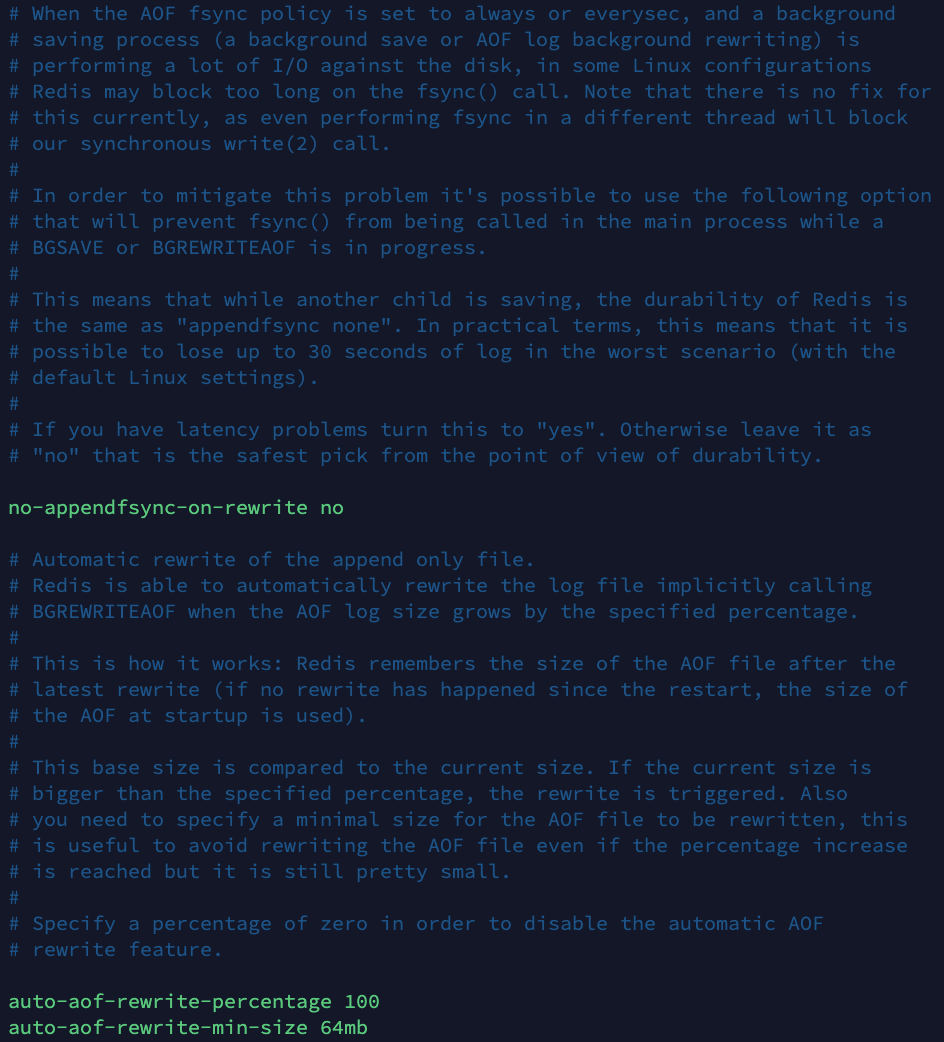 # When the AOF fsync policy is set to always or everysec, and a background
# saving process (a background save or AOF log background rewriting) is
# performing a lot of I/O against the disk, in some Linux configurations
# Redis may block too long on the fsync() call. Note that there is no fix for
# this currently, as even performing fsync in a different thread will block
# our synchronous write(2) call.
#
# In order to mitigate this problem it's possible to use the following option
# that will prevent fsync() from being called in the main process while a
# BGSAVE or BGREWRITEAOF is in progress.
#
# This means that while another child is saving, the durability of Redis is
# the same as "appendfsync none". In practical terms, this means that it is
# possible to lose up to 30 seconds of log in the worst scenario (with the
# default Linux settings).
#
# If you have latency problems turn this to "yes". Otherwise leave it as
# "no" that is the safest pick from the point of view of durability.

no-appendfsync-on-rewrite no

# Automatic rewrite of the append only file.
# Redis is able to automatically rewrite the log file implicitly calling
# BGREWRITEAOF when the AOF log size grows by the specified percentage.
#
# This is how it works: Redis remembers the size of the AOF file after the
# latest rewrite (if no rewrite has happened since the restart, the size of
# the AOF at startup is used).
#
# This base size is compared to the current size. If the current size is
# bigger than the specified percentage, the rewrite is triggered. Also
# you need to specify a minimal size for the AOF file to be rewritten, this
# is useful to avoid rewriting the AOF file even if the percentage increase
# is reached but it is still pretty small.
#
# Specify a percentage of zero in order to disable the automatic AOF
# rewrite feature.

auto-aof-rewrite-percentage 100
auto-aof-rewrite-min-size 64mb